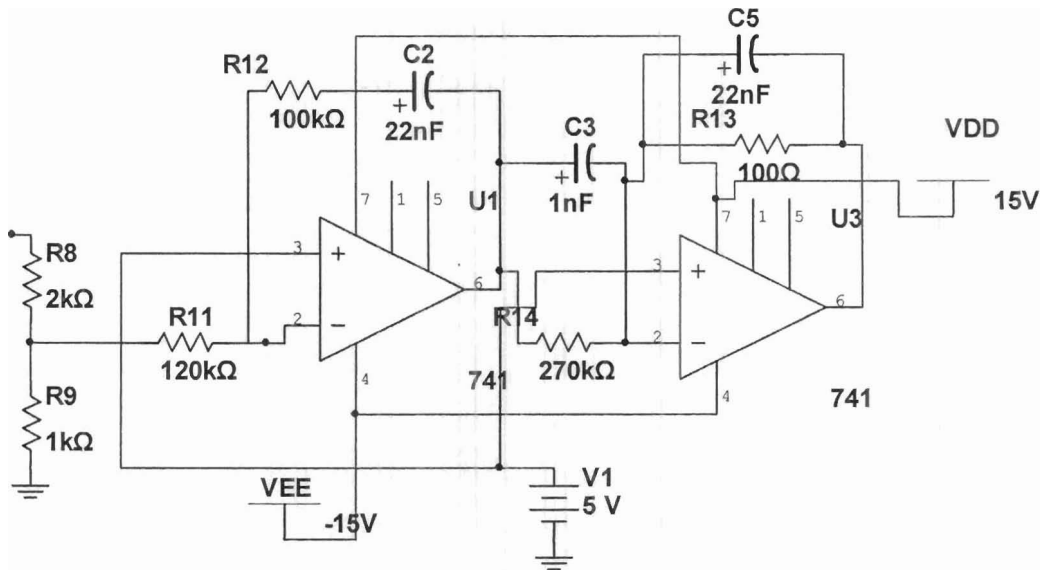 C5
R12
C2
100kΩ
+
22nF
+
22nF
R13
VDD
C3
100Ω
+
1nF
15V
7
1
5
U1
7
1
5
U3
R8
2kΩ
3
+
6
3
+
6
R11
2
−
R14
2
−
120kΩ
270kΩ
R9
1kΩ
4
741
4
741
VEE
-15V
V1
5 V